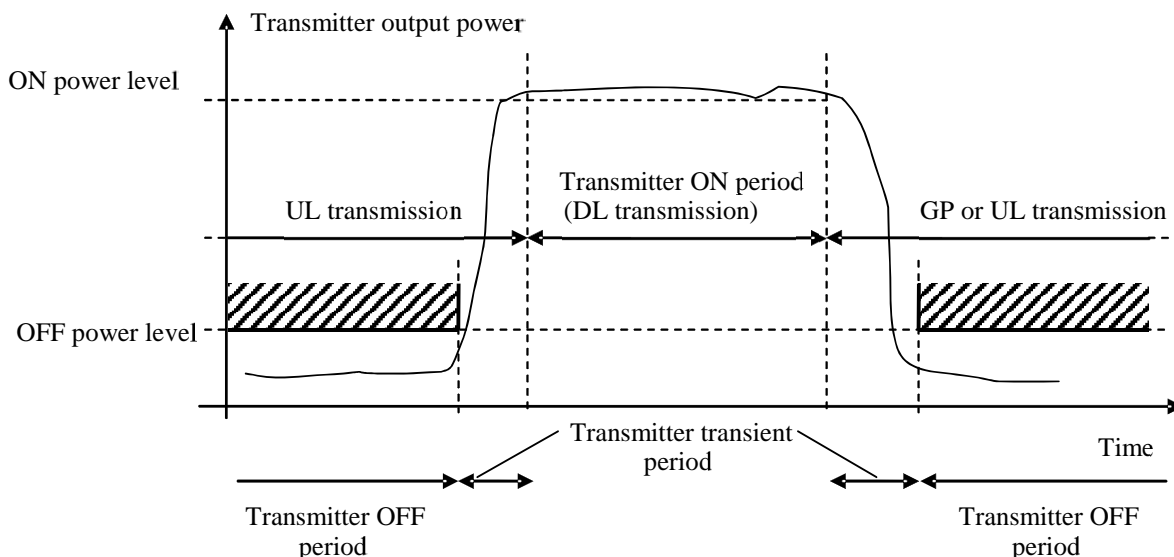 Transmitter output power
ON power level
Transmitter ON period
(DL transmission)
UL transmission
GP or UL transmission
OFF power level
Transmitter transient
period
Time
Transmitter OFF
period
Transmitter OFF
period